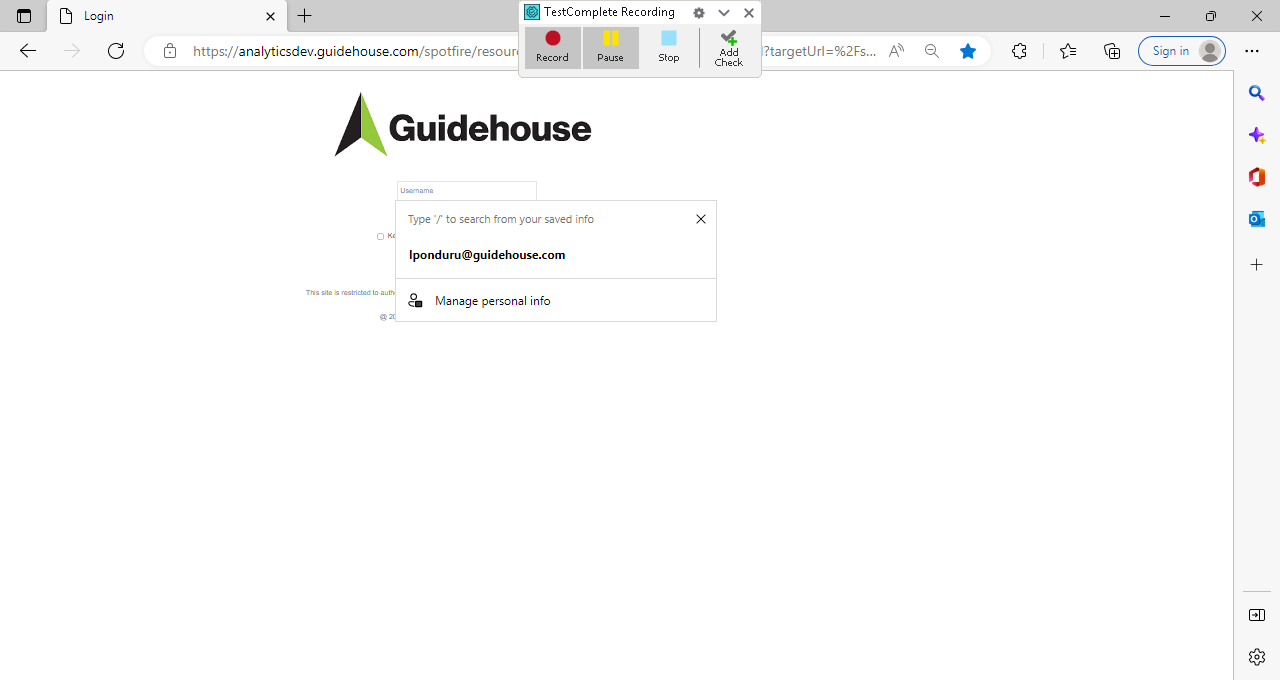 Login
TestComplete Recording
Record
Pause
Stop
Add
Check
https://analyticsdev.guidehouse.com/spotfire/resour
l?targetUrl=%2Fs...
Sign in
Guidehouse
Username
Type '/' to search from your saved info
Ke
lponduru@guidehouse.com
This site is restricted to auth
Manage personal info
@ 20